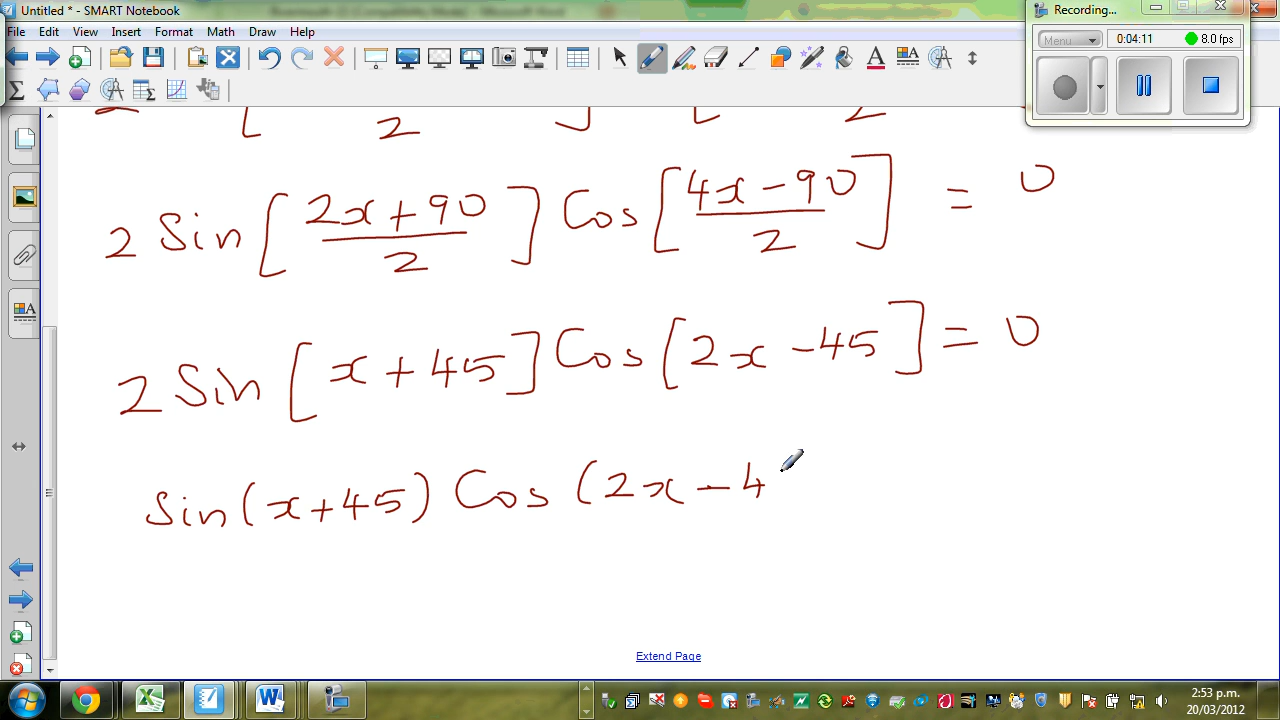 Untitled * - SMART Notebook
Recording...
File Edit View Insert Format Math Draw Help
Menu 0:04:11 8.0 fps
2 2
2 Sin [ 2x + 90 / 2 ] Cos [ 4x - 90 / 2 ] = 0
2 Sin [ x + 45 ] Cos [ 2x - 45 ] = 0
Sin ( x + 45 ) Cos ( 2x - 4
Extend Page
2:53 p.m.
20/03/2012